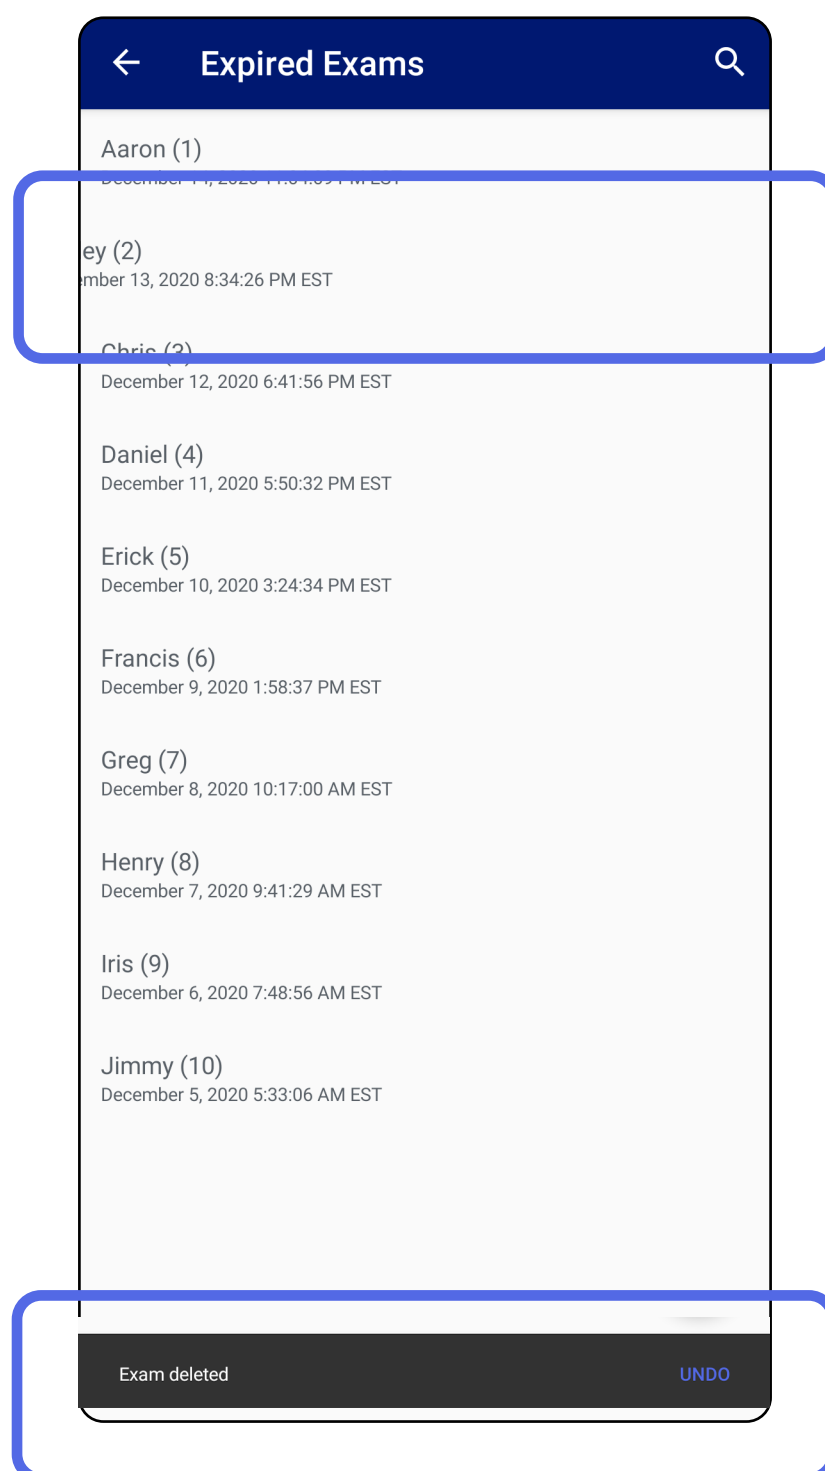 Expired Exams
Aaron (1)
ey (2)
mber 13, 2020 8:34:26 PM EST
Chris (3)
December 12, 2020 6:41:56 PM EST
Daniel (4)
December 11, 2020 5:50:32 PM EST
Erick (5)
December 10, 2020 3:24:34 PM EST
Francis (6)
December 9, 2020 1:58:37 PM EST
Greg (7)
December 8, 2020 10:17:00 AM EST
Henry (8)
December 7, 2020 9:41:29 AM EST
Iris (9)
December 6, 2020 7:48:56 AM EST
Jimmy (10)
December 5, 2020 5:33:06 AM EST
Exam deleted
UNDO